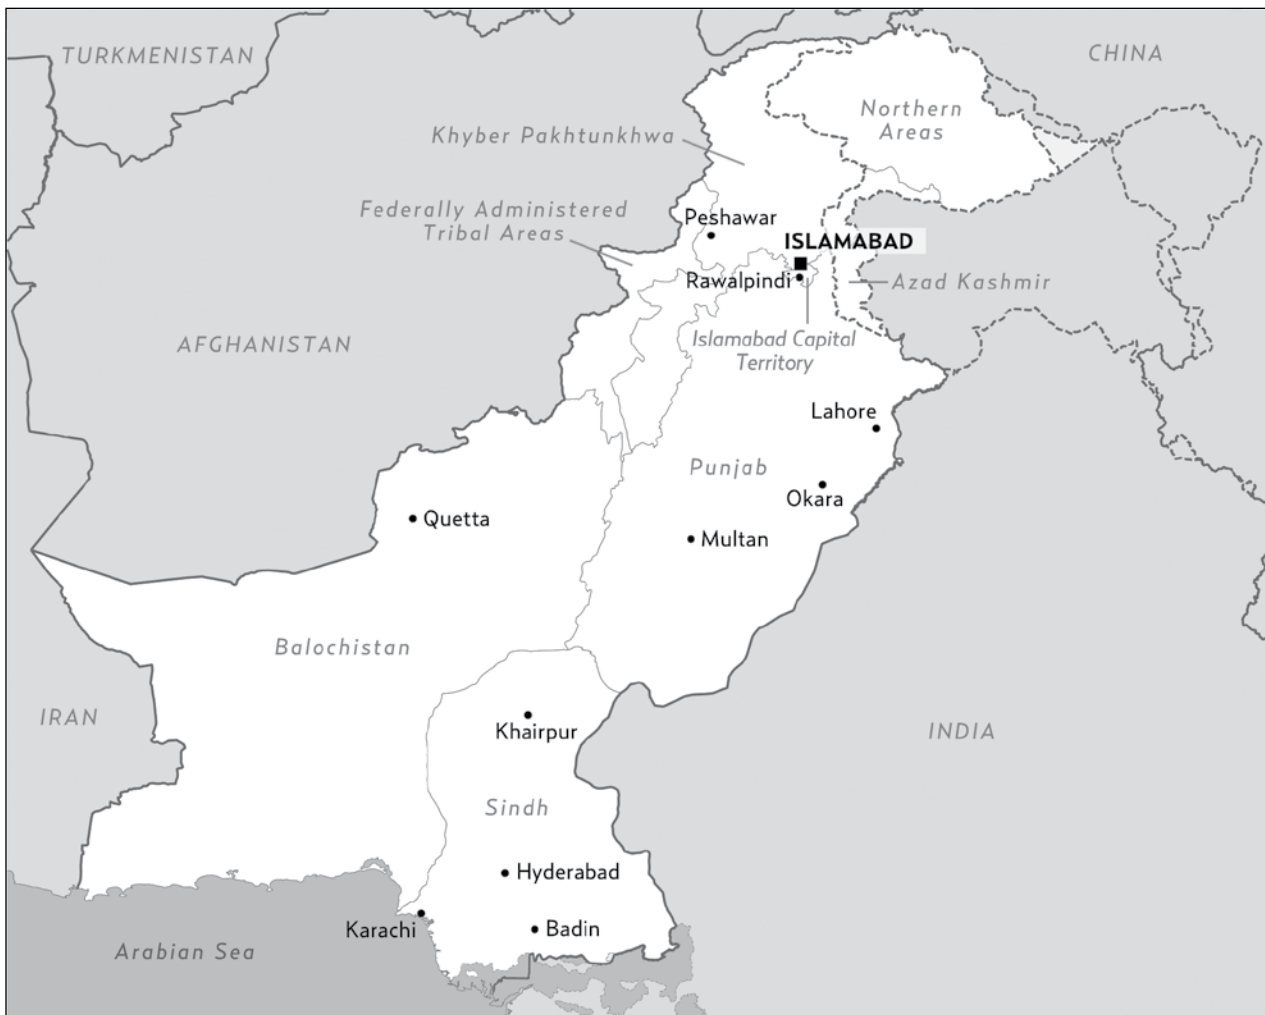 TURKMENISTAN
CHINA
Northern
Areas
Khyber Pakhtunkhwa
Federally Administered
Tribal Areas
Peshawar
ISLAMABAD
Rawalpindi
Azad Kashmir
Islamabad Capital
Territory
AFGHANISTAN
Lahore
Punjab
Okara
Quetta
Multan
Balochistan
IRAN
Khairpur
INDIA
Sindh
Hyderabad
Karachi
Badin
Arabian Sea